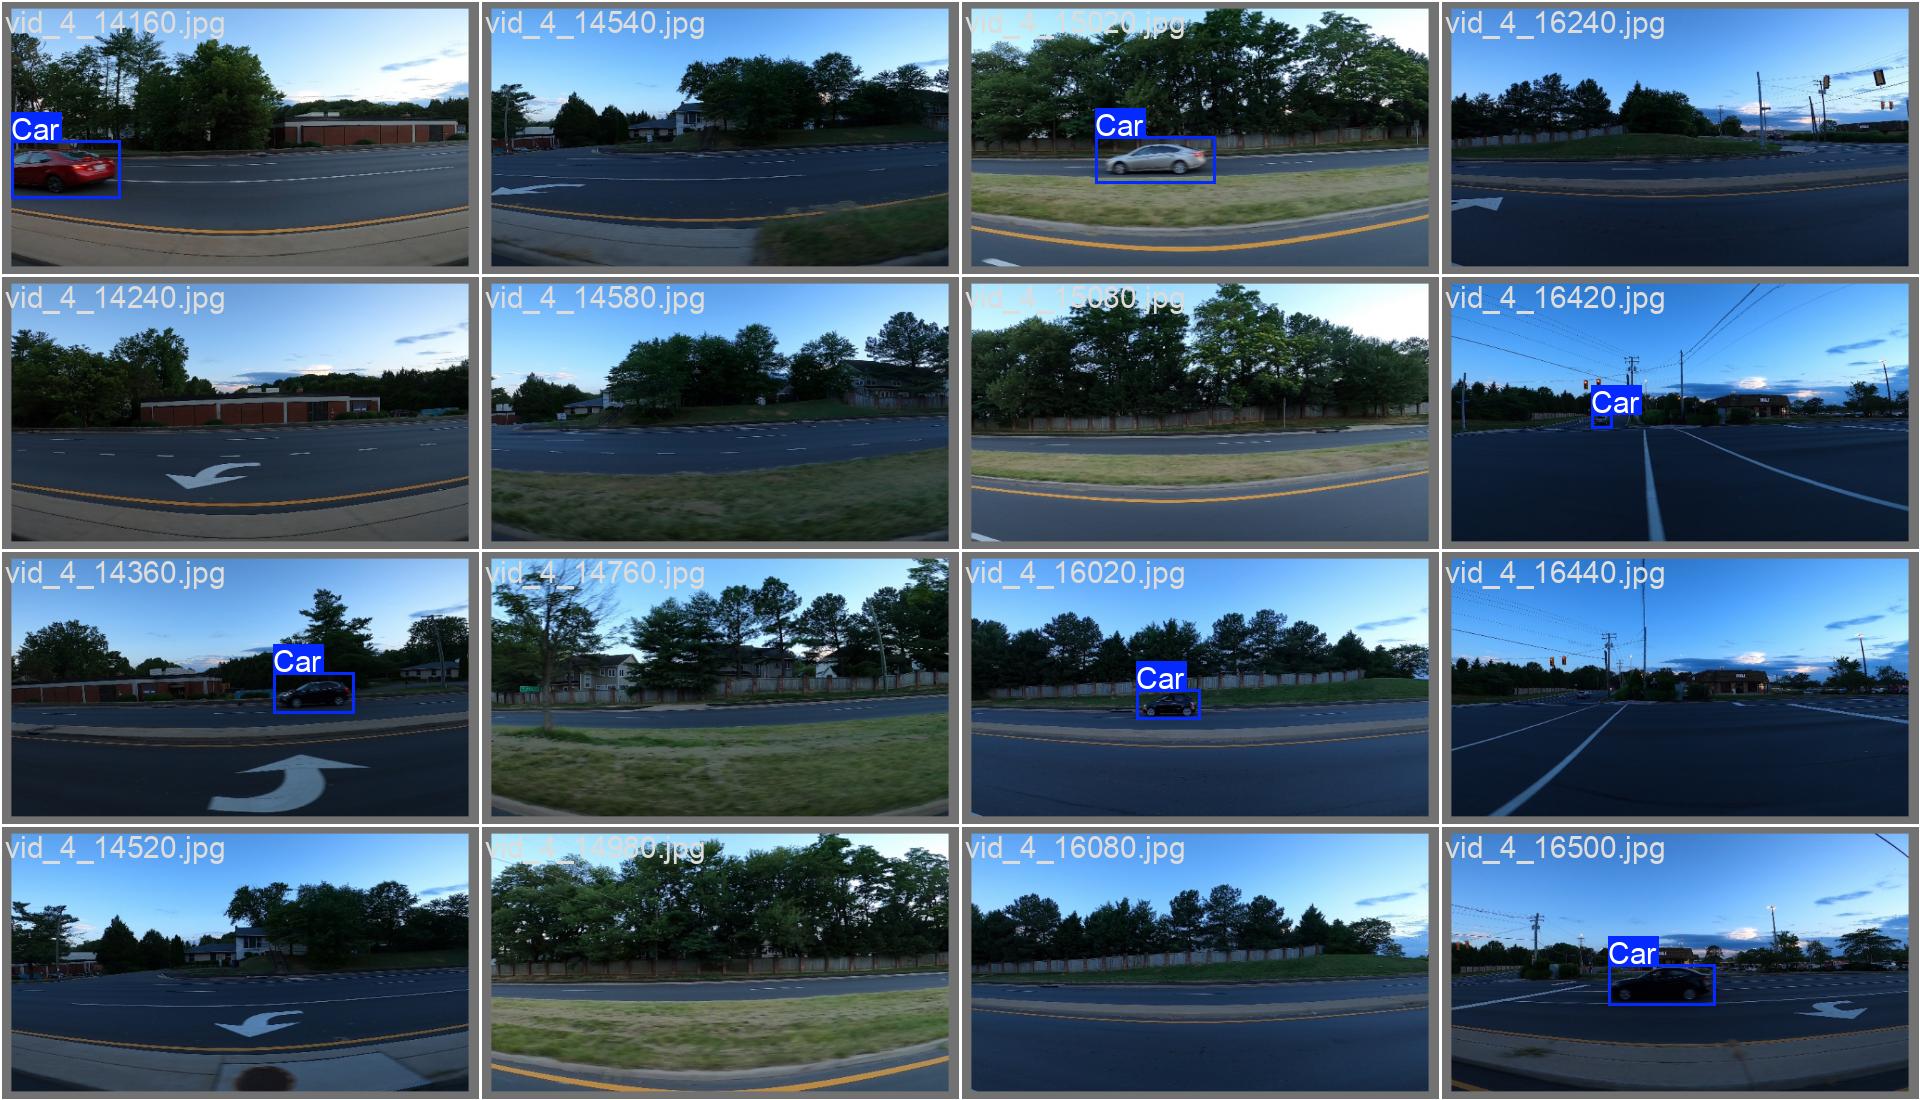 vid_4_14160.jpg
vid_4_14540.jpg
vid_4_15020.jpg
vid_4_16240.jpg
Car
Car
vid_4_14240.jpg
vid_4_14580.jpg
vid_4_15080.jpg
vid_4_16420.jpg
Car
vid_4_14360.jpg
vid_4_14760.jpg
vid_4_16020.jpg
vid_4_16440.jpg
Car
Car
vid_4_14520.jpg
vid_4_14980.jpg
vid_4_16080.jpg
vid_4_16500.jpg
Car